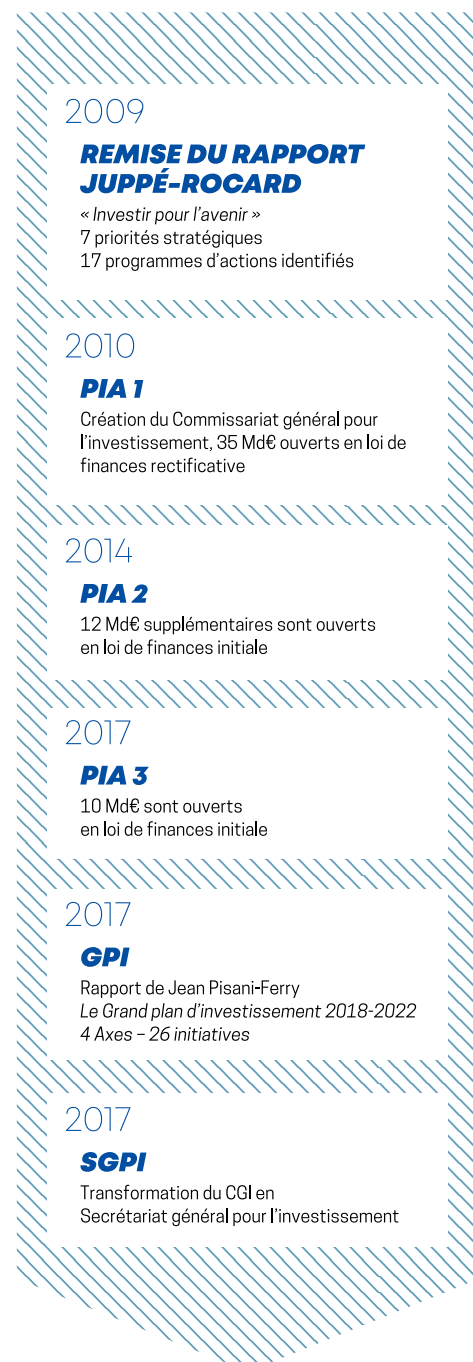 2009
REMISE DU RAPPORT
JUPPÉ-ROCARD
« Investir pour l'avenir »
7 priorités stratégiques
17 programmes d'actions identifiés
2010
PIA 1
Création du Commissariat général pour
l'investissement, 35 Md€ ouverts en loi de
finances rectificative
2014
PIA 2
12 Md€ supplémentaires sont ouverts
en loi de finances initiale
2017
PIA 3
10 Md€ sont ouverts
en loi de finances initiale
2017
GPI
Rapport de Jean Pisani-Ferry
Le Grand plan d'investissement 2018-2022
4 Axes – 26 initiatives
2017
SGPI
Transformation du CGI en
Secrétariat général pour l'investissement